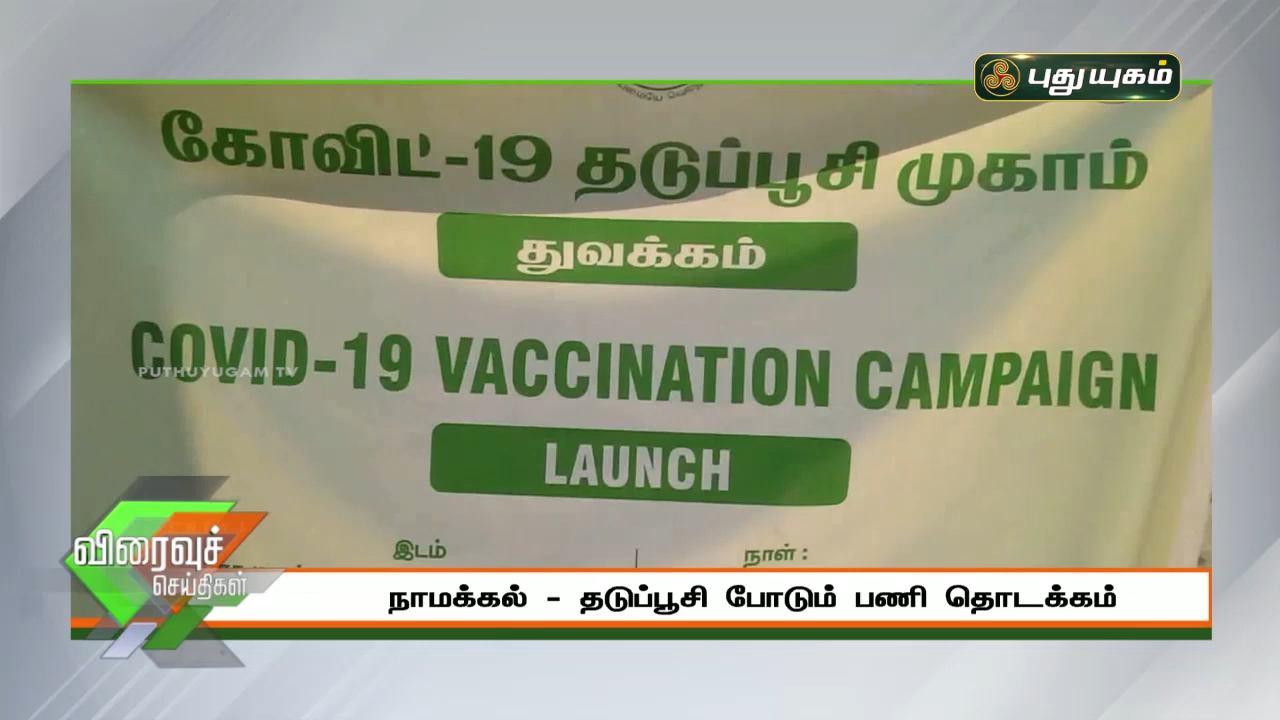 புதுயுகம்
கோவிட்-19 தடுப்பூசி முகாம்
துவக்கம்
COVID-19 VACCINATION CAMPAIGN
PUTHUYUGAM TV
LAUNCH
இடம்
நாள் :
விரைவுச்
செய்திகள்
நாமக்கல் - தடுப்பூசி போடும் பணி தொடக்கம்